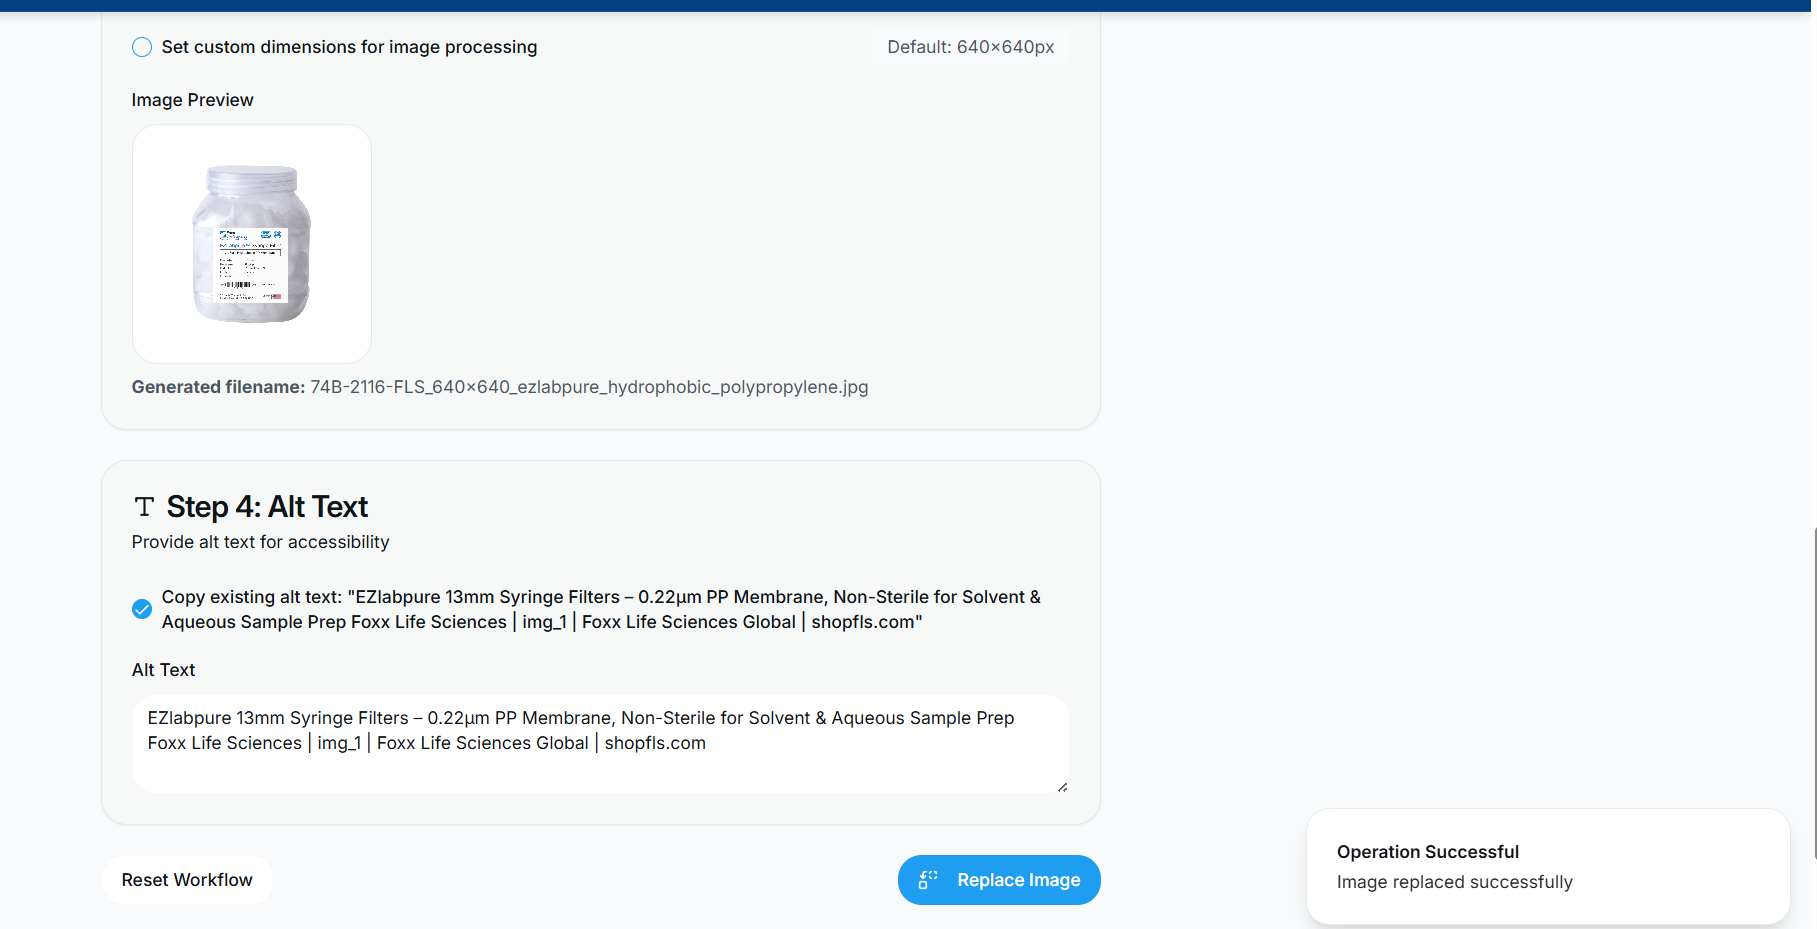 Set custom dimensions for image processing
Default: 640×640px
Image Preview
Generated filename: 74B-2116-FLS_640×640_ezlabpure_hydrophobic_polypropylene.jpg
Step 4: Alt Text
Provide alt text for accessibility
Copy existing alt text: "EZlabpure 13mm Syringe Filters – 0.22µm PP Membrane, Non-Sterile for Solvent &
Aqueous Sample Prep Foxx Life Sciences | img_1 | Foxx Life Sciences Global | shopfls.com"
Alt Text
EZlabpure 13mm Syringe Filters – 0.22µm PP Membrane, Non-Sterile for Solvent & Aqueous Sample Prep
Foxx Life Sciences | img_1 | Foxx Life Sciences Global | shopfls.com
Reset Workflow
Replace Image
Operation Successful
Image replaced successfully